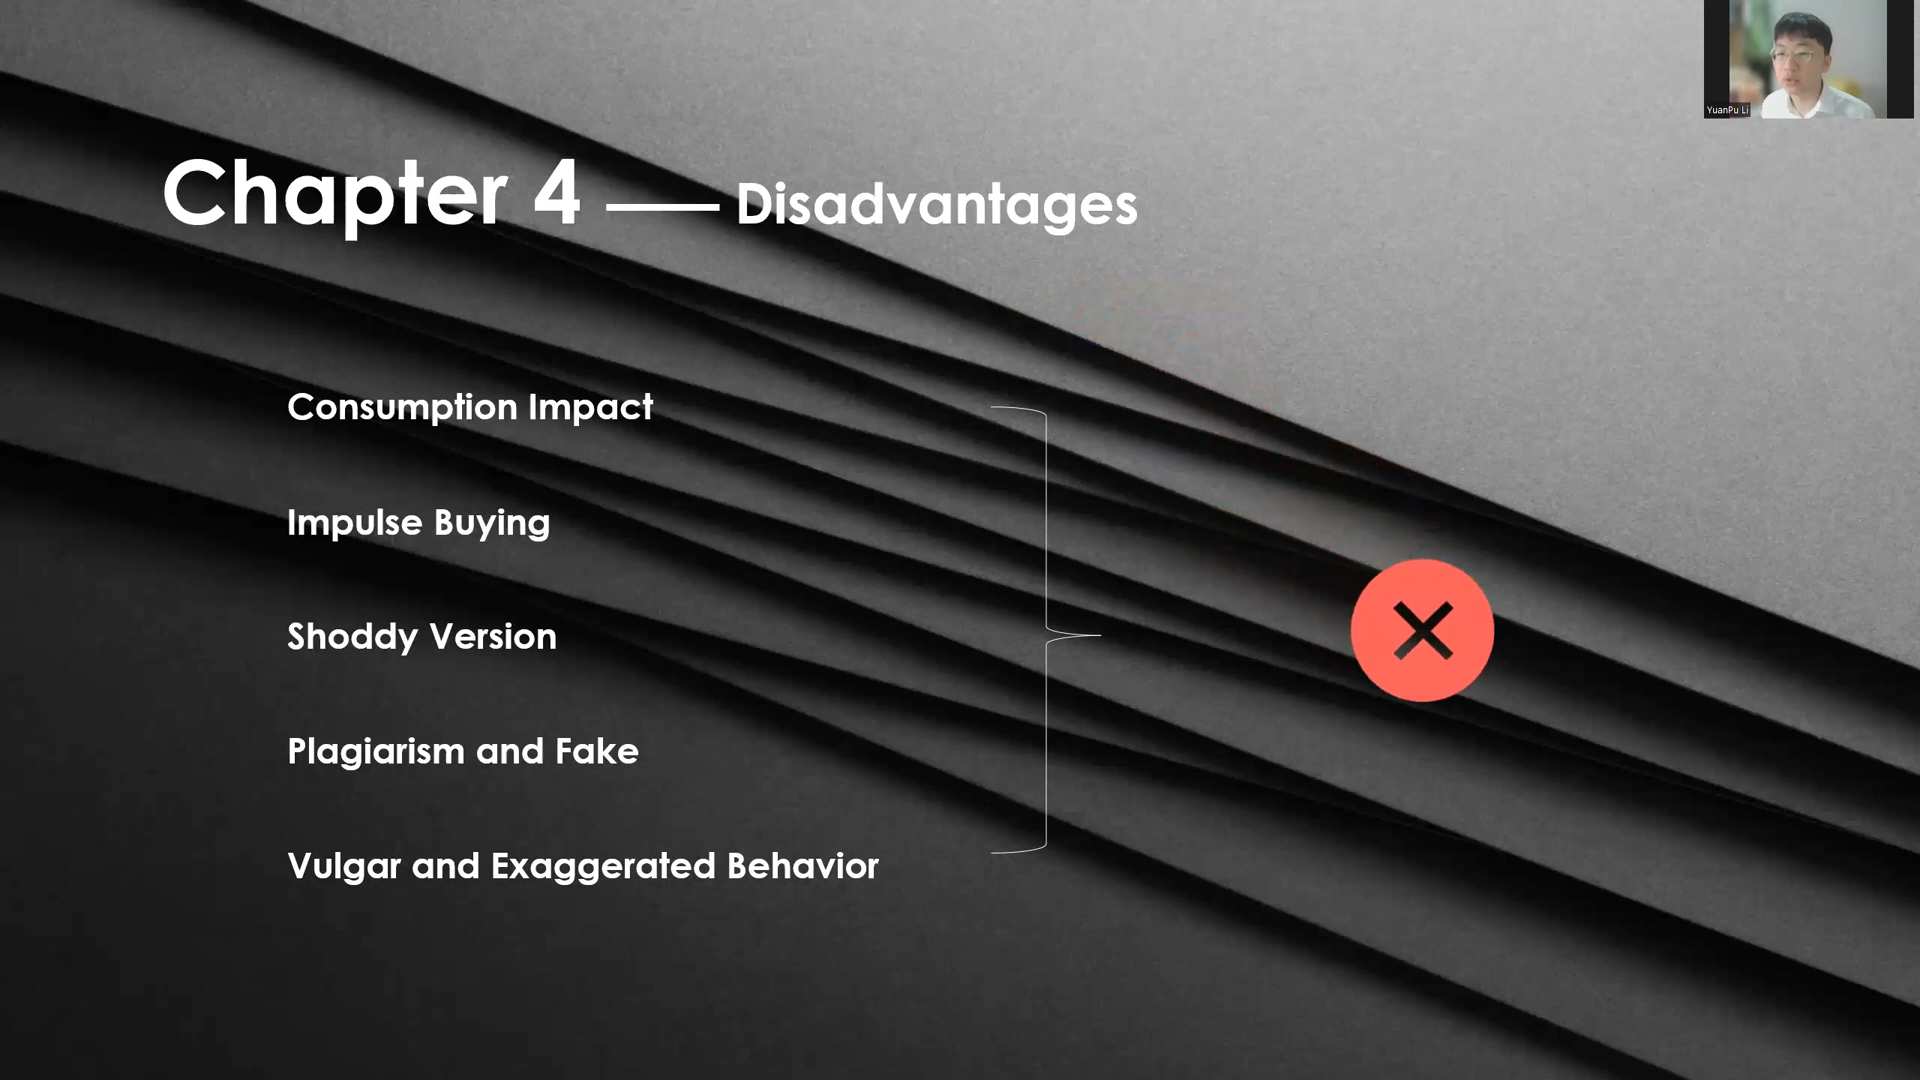 YuanPu Li
Chapter 4 —— Disadvantages
Consumption Impact
Impulse Buying
Shoddy Version
Plagiarism and Fake
Vulgar and Exaggerated Behavior